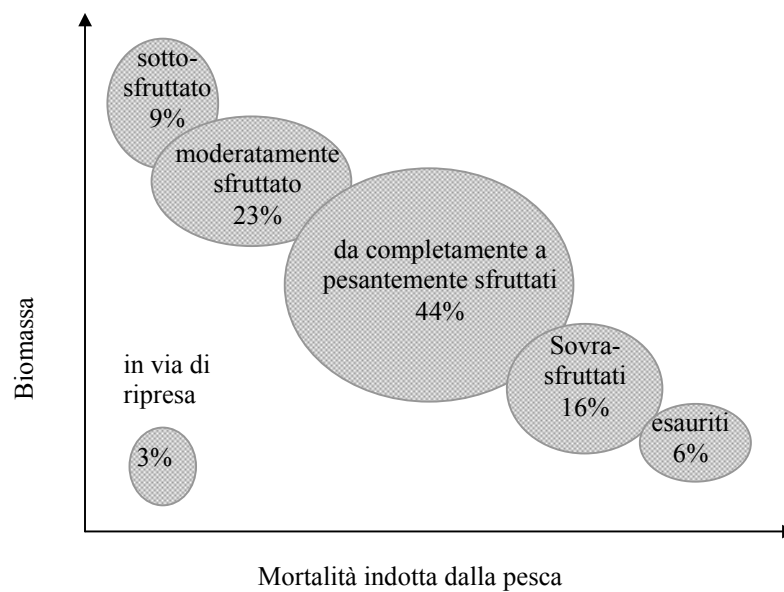 sotto-
sfruttato
9%
moderatamente
sfruttato
23%
da completamente a
pesantemente sfruttati
44%
Sovra-
sfruttati
16%
esauriti
6%
in via di
ripresa
3%
Biomassa
Mortalità indotta dalla pesca